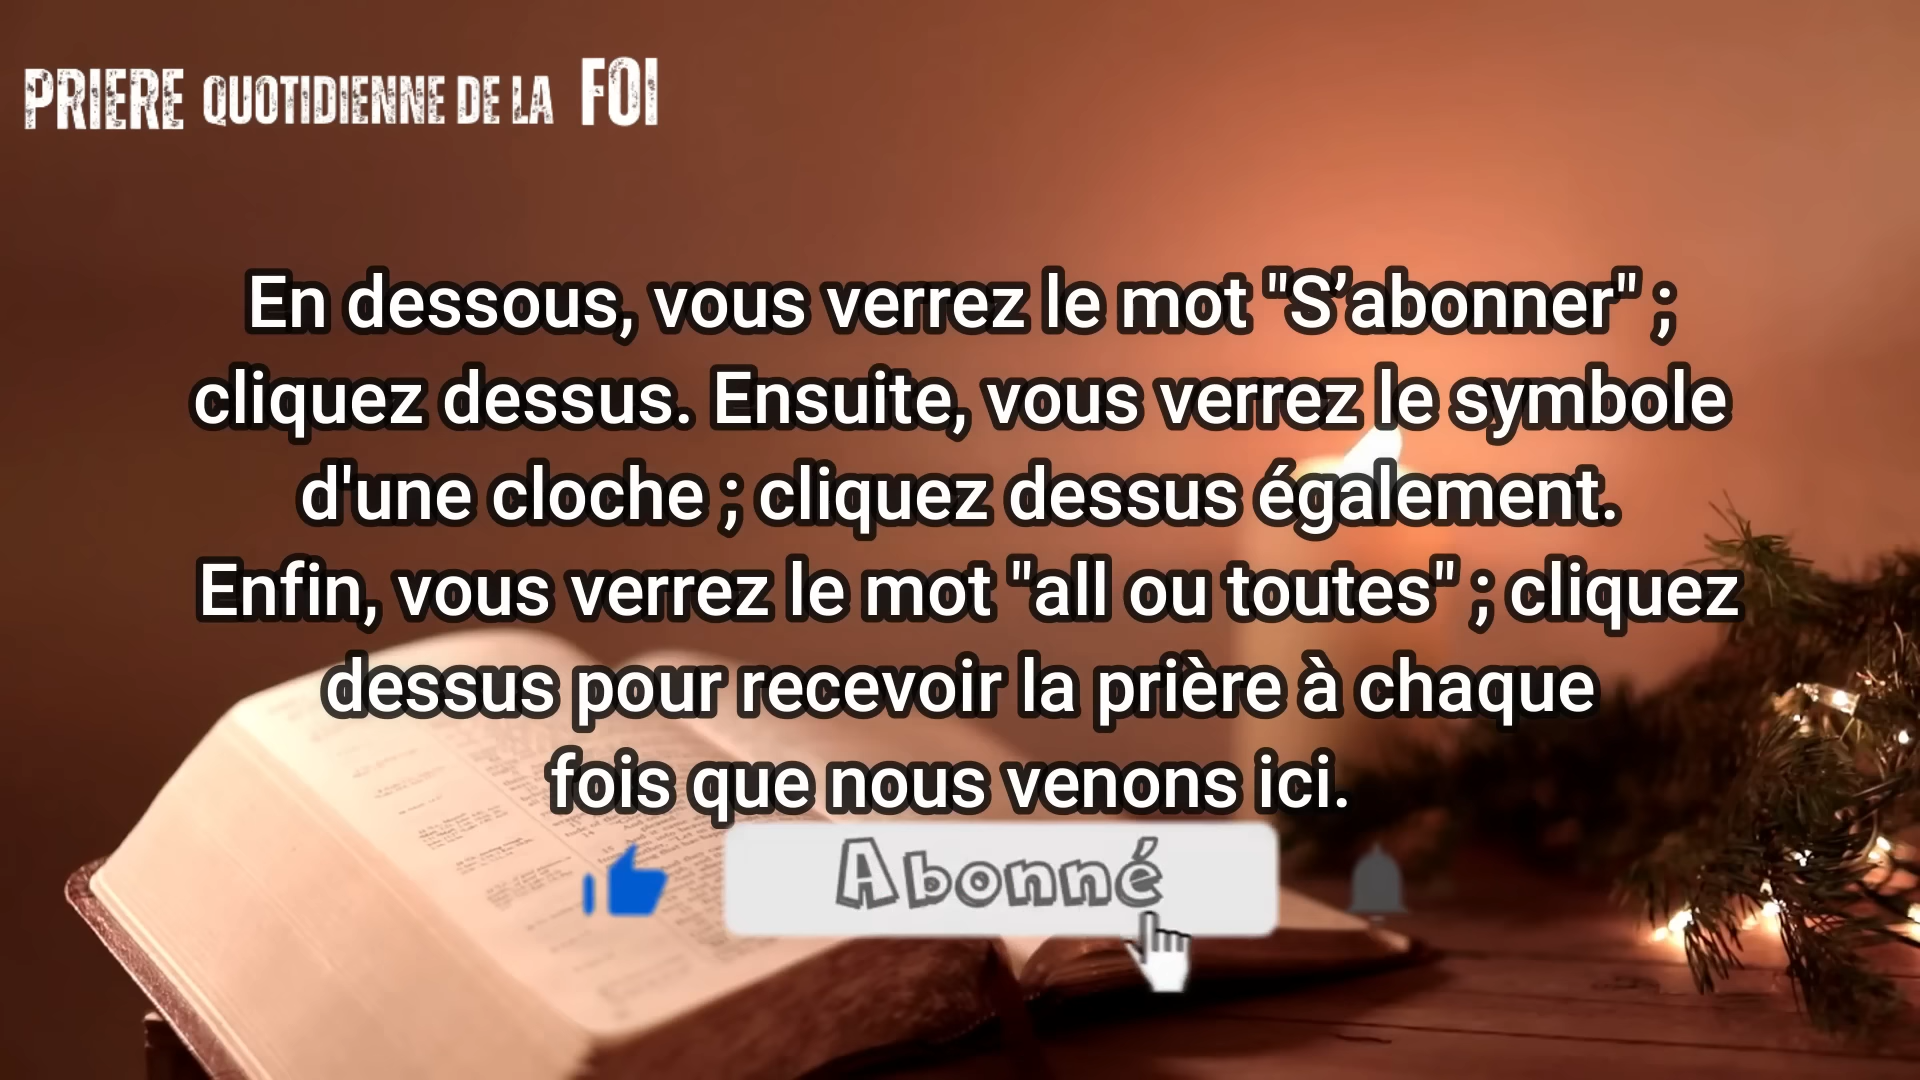 PRIERE QUOTIDIENNE DE LA FOI
En dessous, vous verrez le mot "S’abonner" ;
cliquez dessus. Ensuite, vous verrez le symbole
d'une cloche ; cliquez dessus également.
Enfin, vous verrez le mot "all ou toutes" ; cliquez
dessus pour recevoir la prière à chaque
fois que nous venons ici.
Abonné